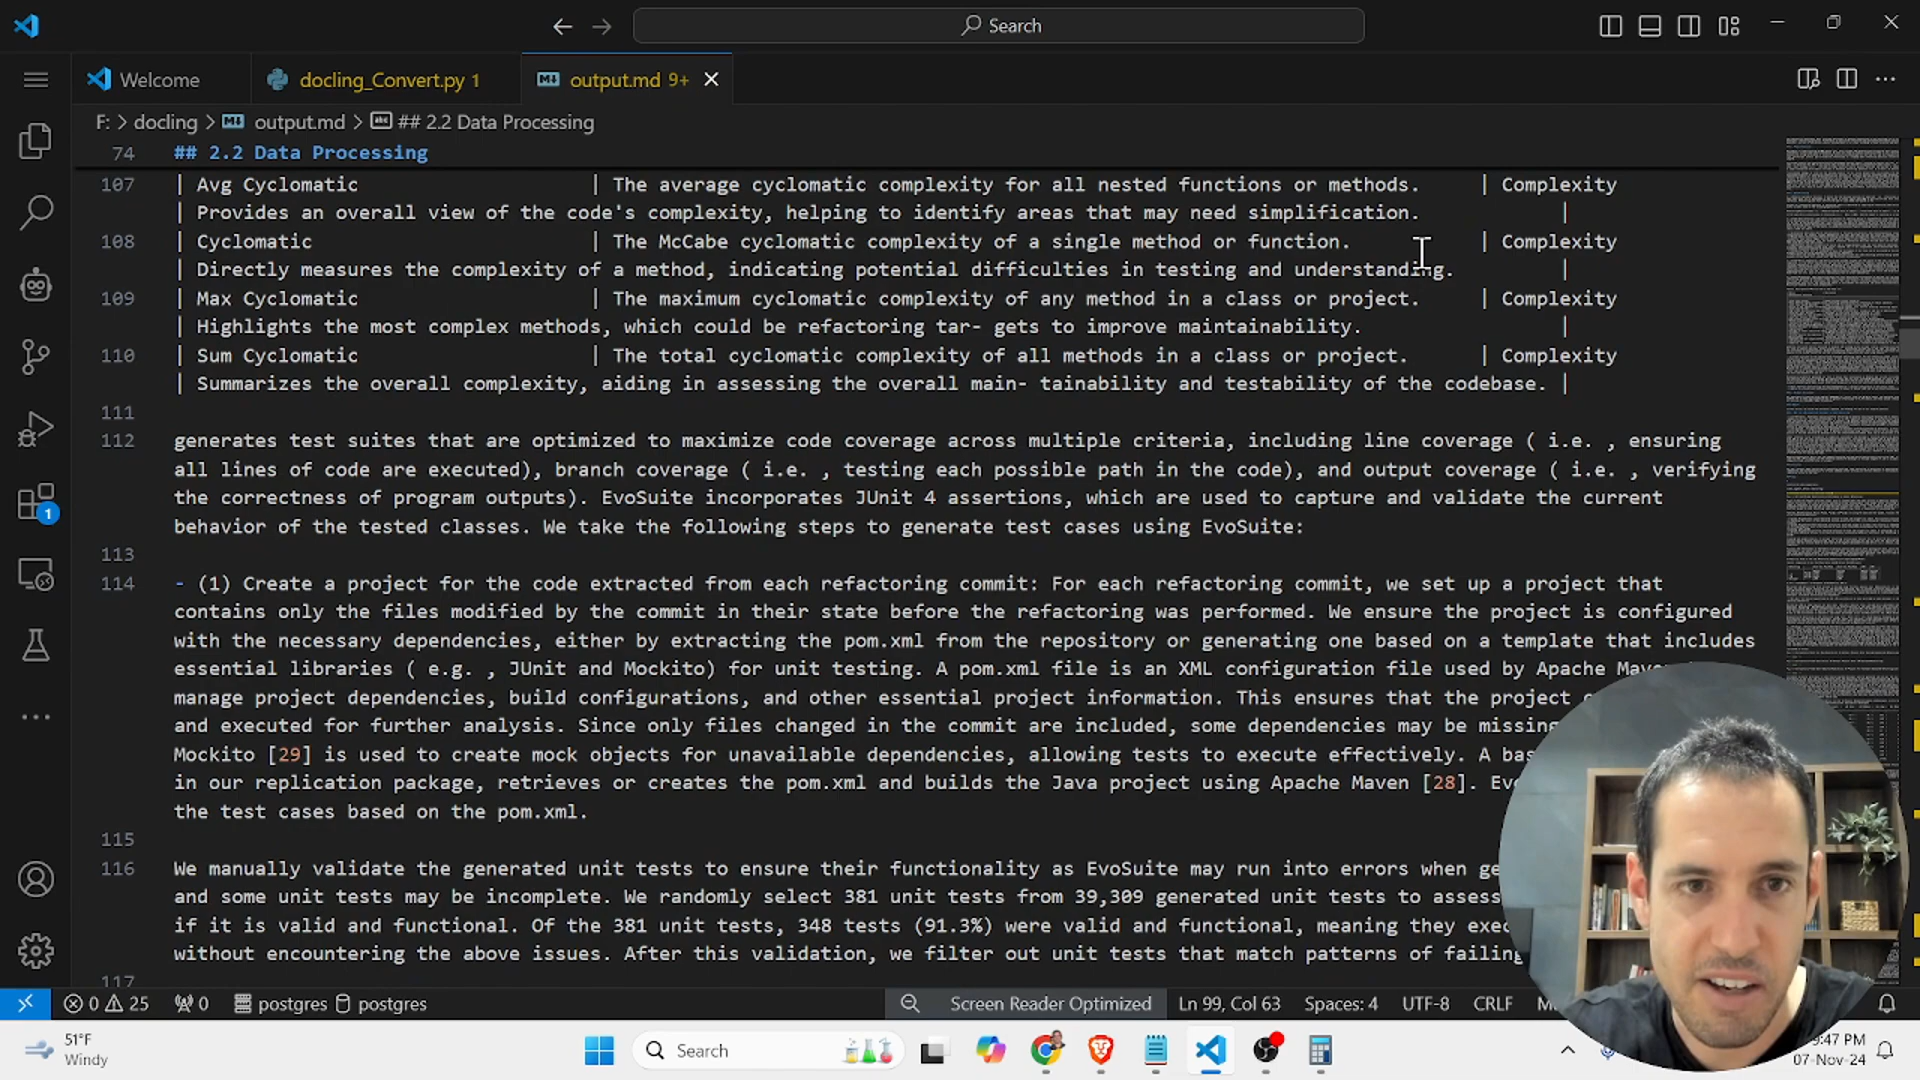 Search
Welcome
docling_Convert.py 1
output.md 9+
F: > docling > output.md > ## 2.2 Data Processing
74 ## 2.2 Data Processing
107 | Avg Cyclomatic | The average cyclomatic complexity for all nested functions or methods. | Complexity
| Provides an overall view of the code's complexity, helping to identify areas that may need simplification. |
108 | Cyclomatic | The McCabe cyclomatic complexity of a single method or function. | Complexity
| Directly measures the complexity of a method, indicating potential difficulties in testing and understanding. |
109 | Max Cyclomatic | The maximum cyclomatic complexity of any method in a class or project. | Complexity
| Highlights the most complex methods, which could be refactoring tar- gets to improve maintainability. |
110 | Sum Cyclomatic | The total cyclomatic complexity of all methods in a class or project. | Complexity
| Summarizes the overall complexity, aiding in assessing the overall main- tainability and testability of the codebase. |
111
112 generates test suites that are optimized to maximize code coverage across multiple criteria, including line coverage ( i.e. , ensuring
all lines of code are executed), branch coverage ( i.e. , testing each possible path in the code), and output coverage ( i.e. , verifying
the correctness of program outputs). EvoSuite incorporates JUnit 4 assertions, which are used to capture and validate the current
behavior of the tested classes. We take the following steps to generate test cases using EvoSuite:
113
114 - (1) Create a project for the code extracted from each refactoring commit: For each refactoring commit, we set up a project that
contains only the files modified by the commit in their state before the refactoring was performed. We ensure the project is configured
with the necessary dependencies, either by extracting the pom.xml from the repository or generating one based on a template that includes
essential libraries ( e.g. , JUnit and Mockito) for unit testing. A pom.xml file is an XML configuration file used by Apache
manage project dependencies, build configurations, and other essential project information. This ensures that the project
and executed for further analysis. Since only files changed in the commit are included, some dependencies may be missing
Mockito [29] is used to create mock objects for unavailable dependencies, allowing tests to execute effectively. A
in our replication package, retrieves or creates the pom.xml and builds the Java project using Apache Maven [28].
the test cases based on the pom.xml.
115
116 We manually validate the generated unit tests to ensure their functionality as EvoSuite may run into errors when
and some unit tests may be incomplete. We randomly select 381 unit tests from 39,309 generated unit tests to assess
if it is valid and functional. Of the 381 unit tests, 348 tests (91.3%) were valid and functional, meaning they
without encountering the above issues. After this validation, we filter out unit tests that match patterns of failing
117
1
0 25 0 postgres postgres Screen Reader Optimized Ln 99, Col 63 Spaces: 4 UTF-8 CRLF
51°F
Windy
Search
9:47 PM
07-Nov-24